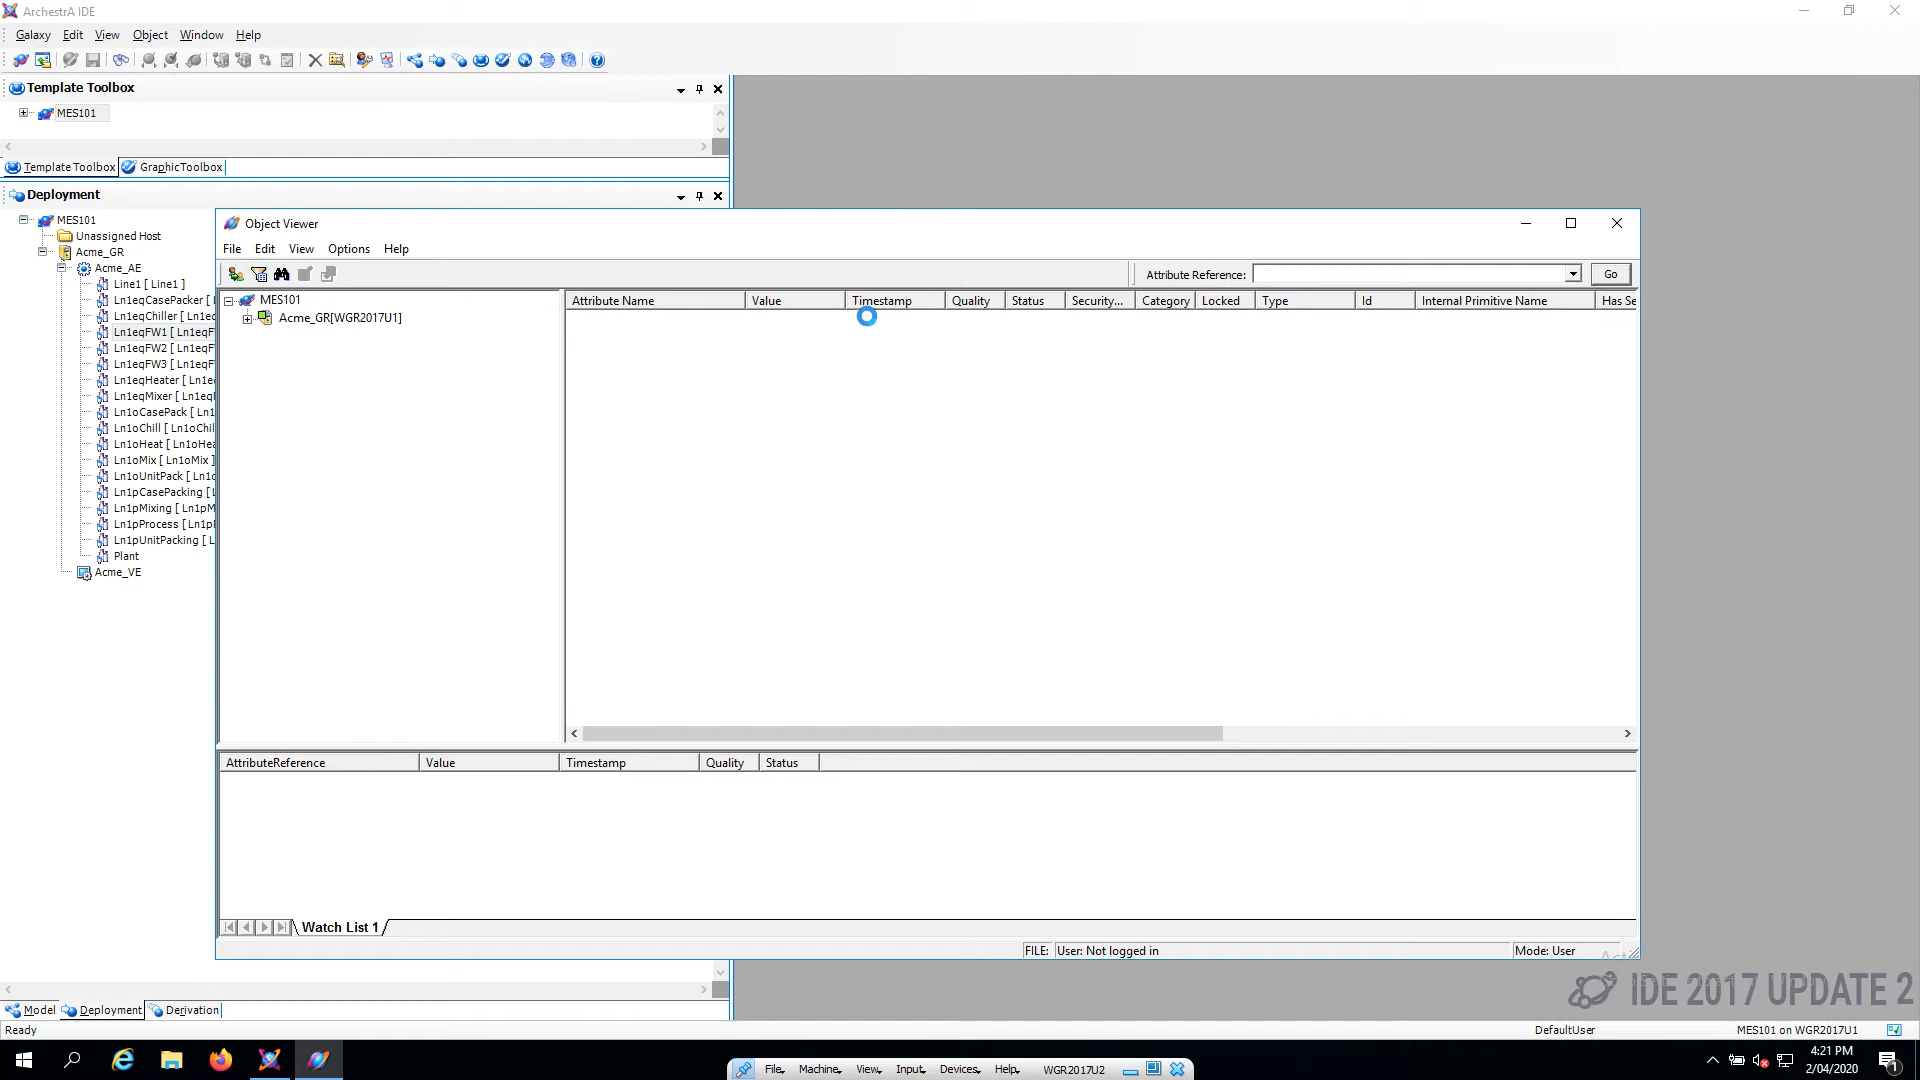 ArchestrA IDE
Galaxy Edit View Object Window Help
Template Toolbox
MES101
Template Toolbox GraphicToolbox
Deployment
MES101
Unassigned Host
Acme_GR
Acme_AE
Line1 [ Line1 ]
Ln1eqCasePacker [ L
Ln1eqChiller [ Ln1eq
Ln1eqFW1 [ Ln1eqF
Ln1eqFW2 [ Ln1eqF
Ln1eqFW3 [ Ln1eqF
Ln1eqHeater [ Ln1e
Ln1eqMixer [ Ln1eq
Ln1oCasePack [ Ln1
Ln1oChill [ Ln1oChil
Ln1oHeat [ Ln1oHea
Ln1oMix [ Ln1oMix ]
Ln1oUnitPack [ Ln1o
Ln1pCasePacking [ L
Ln1pMixing [ Ln1pM
Ln1pProcess [ Ln1pP
Ln1pUnitPacking [ L
Plant
Acme_VE
Object Viewer
File Edit View Options Help
Attribute Reference: Go
MES101
Acme_GR[WGR2017U1]
Attribute Name Value Timestamp Quality Status Security... Category Locked Type Id Internal Primitive Name Has Se
AttributeReference Value Timestamp Quality Status
Watch List 1
FILE: User: Not logged in Mode: User
IDE 2017 UPDATE 2
Model Deployment Derivation
Ready DefaultUser MES101 on WGR2017U1
File Machine View Input Devices Help WGR2017U2
4:21 PM
2/04/2020
1